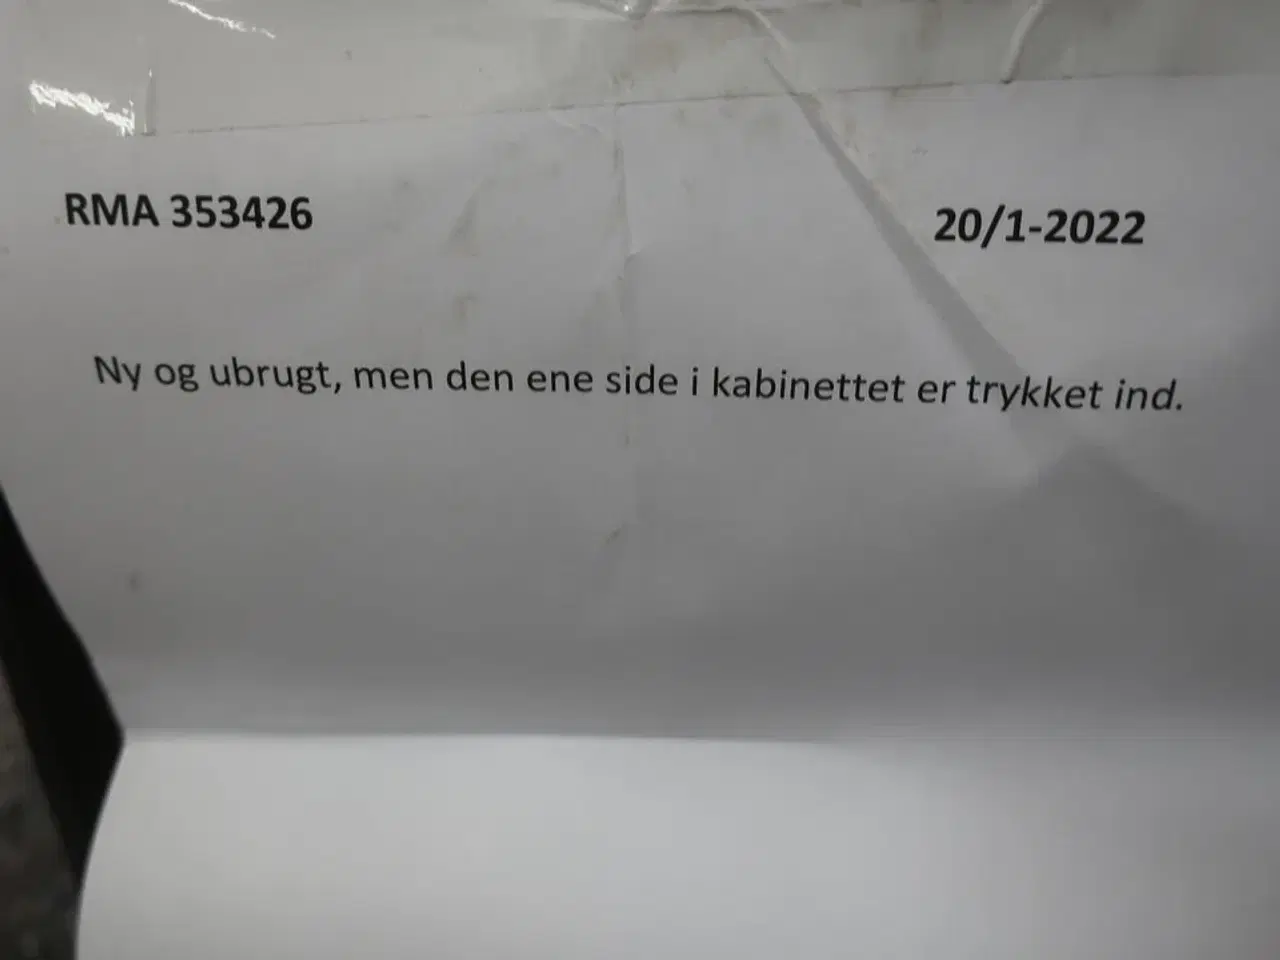 RMA 353426 20/1-2022
Ny og ubrugt, men den ene side i kabinettet er trykket ind.